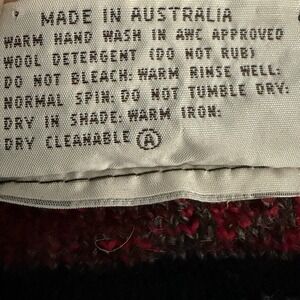 MADE IN AUSTRALIA
WARM HAND WASH IN AWC APPROVED
WOOL DETERGENT (DO NOT RUB)
DO NOT BLEACH: WARM RINSE WELL:
NORMAL SPIN: DO NOT TUMBLE DRY:
DRY IN SHADE: WARM IRON:
DRY CLEANABLE Ⓐ